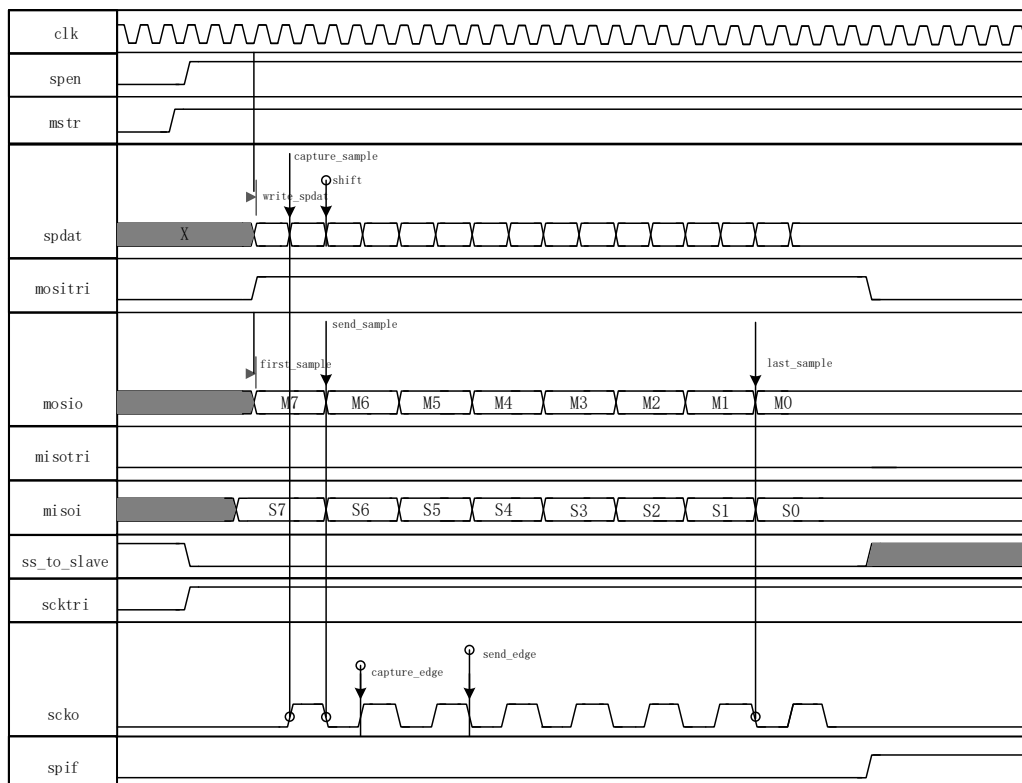 clk
spen
mstr
capture_sample
shift
write_spdat
spdat
X
mositri
send_sample
first_sample
last_sample
mosio
M7 M6 M5 M4 M3 M2 M1 M0
misotri
misoi
S7 S6 S5 S4 S3 S2 S1 S0
ss_to_slave
scktri
send_edge
capture_edge
scko
spif